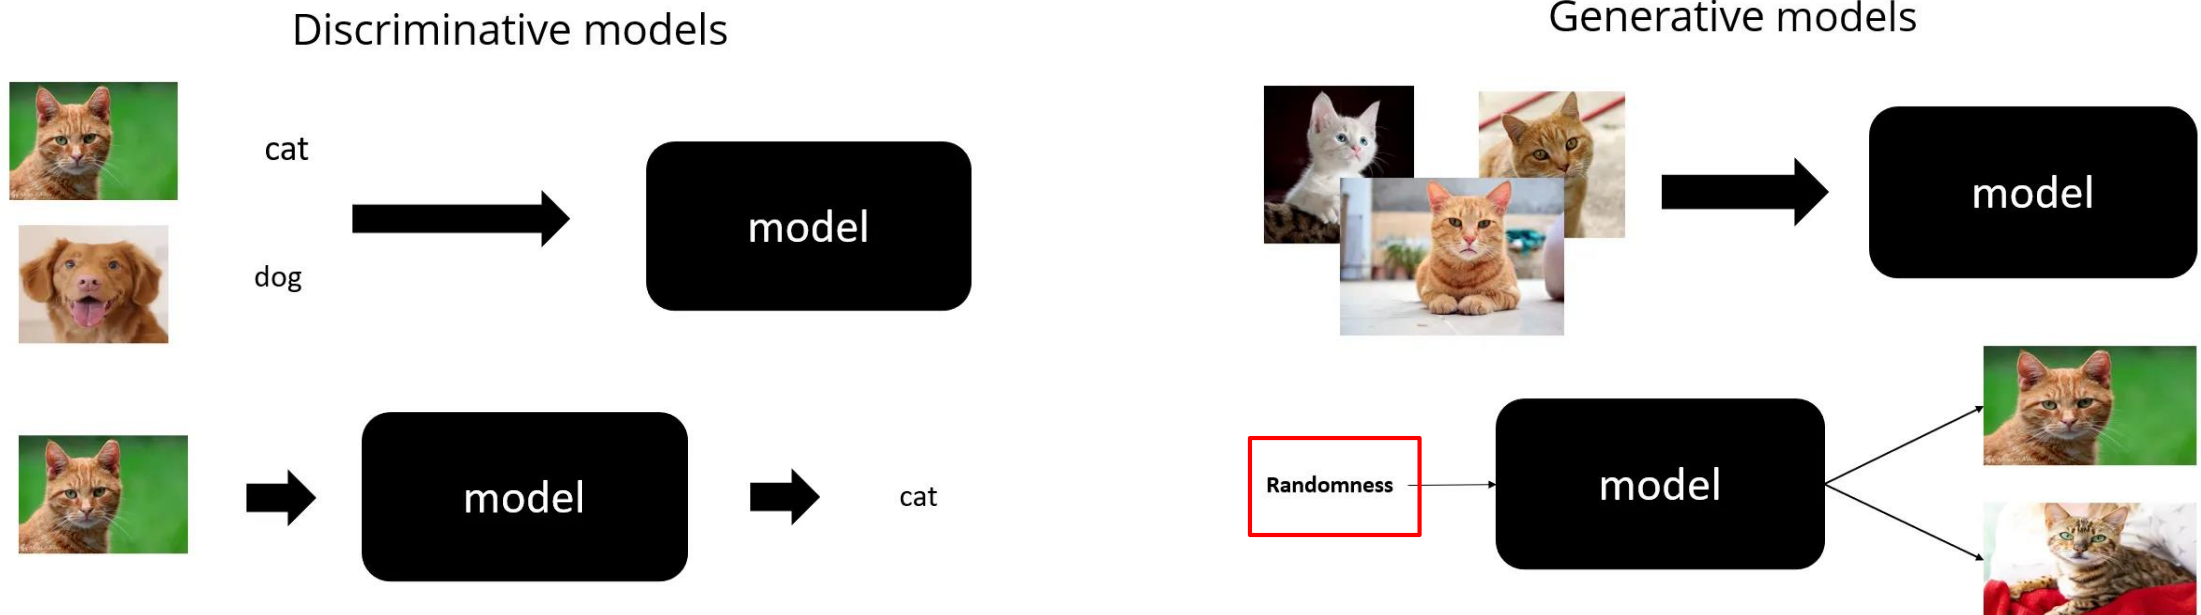 Discriminative models
cat
dog
model
model
cat
Generative models
model
Randomness
model